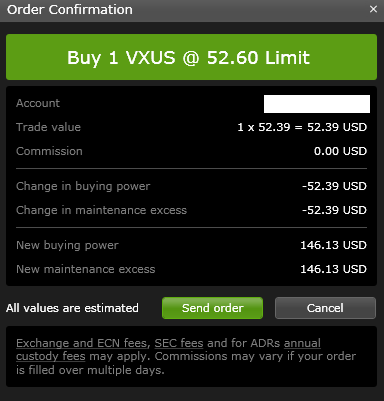 Order Confirmation
Buy 1 VXUS @ 52.60 Limit
Account
Trade value 1 x 52.39 = 52.39 USD
Commission 0.00 USD
Change in buying power -52.39 USD
Change in maintenance excess -52.39 USD
New buying power 146.13 USD
New maintenance excess 146.13 USD
All values are estimated Send order Cancel
Exchange and ECN fees, SEC fees and for ADRs annual
custody fees may apply. Commissions may vary if your order
is filled over multiple days.